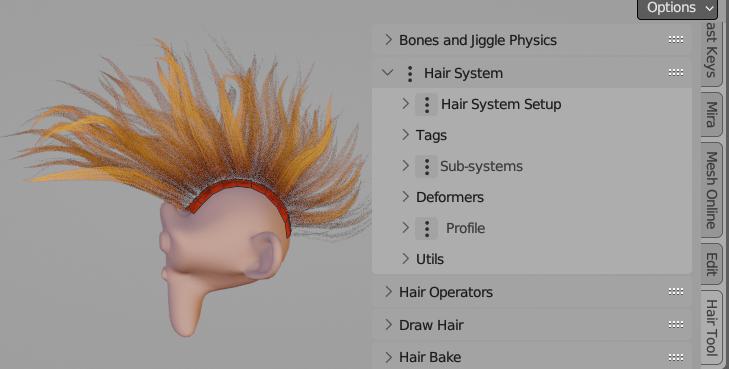 Options
Bones and Jiggle Physics
Hair System
Hair System Setup
Tags
Sub-systems
Deformers
Profile
Utils
Hair Operators
Draw Hair
Hair Bake
Keys
Mira
Mesh Online
Edit
Hair Tool